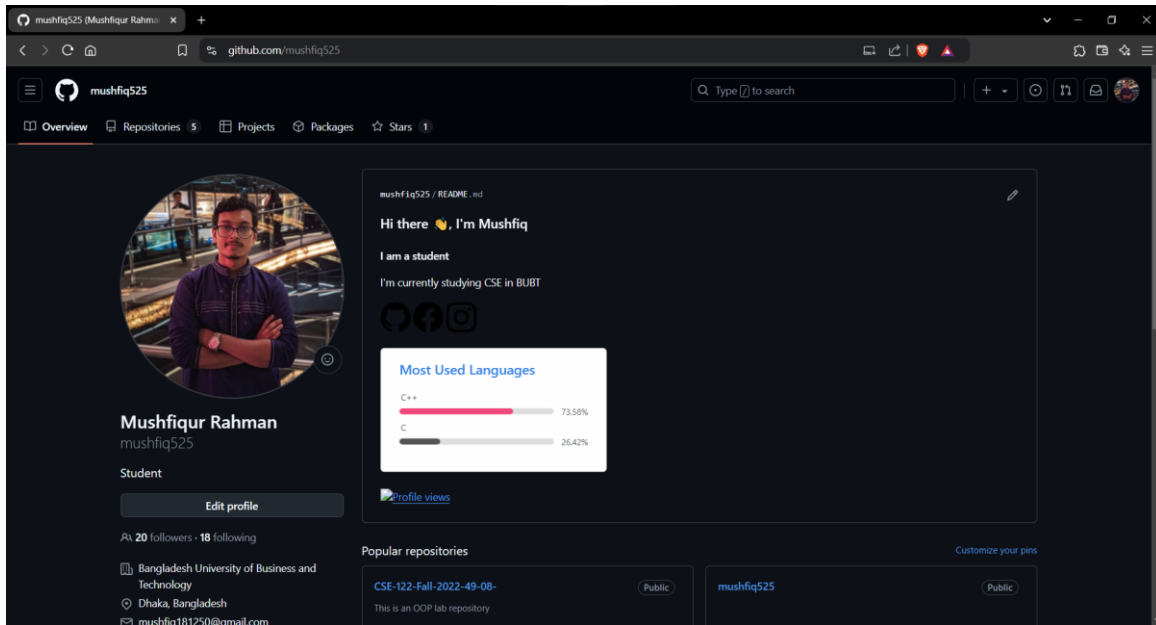 mushfiq525 (Mushfiqur Rahma
github.com/mushfiq525
mushfiq525
Type / to search
Overview Repositories 5 Projects Packages Stars 1
mushfiq525/README.md
Hi there 👋, I'm Mushfiq
I am a student
I'm currently studying CSE in BUBT
Most Used Languages
C++
73.58%
C
26.42%
Profile views
Mushfiqur Rahman
mushfiq525
Student
Edit profile
20 followers · 18 following
Bangladesh University of Business and
Technology
Dhaka, Bangladesh
mushfiq181250@gmail.com
Popular repositories
Customize your pins
CSE-122-Fall-2022-49-08-
Public
This is an OOP lab repository
mushfiq525
Public